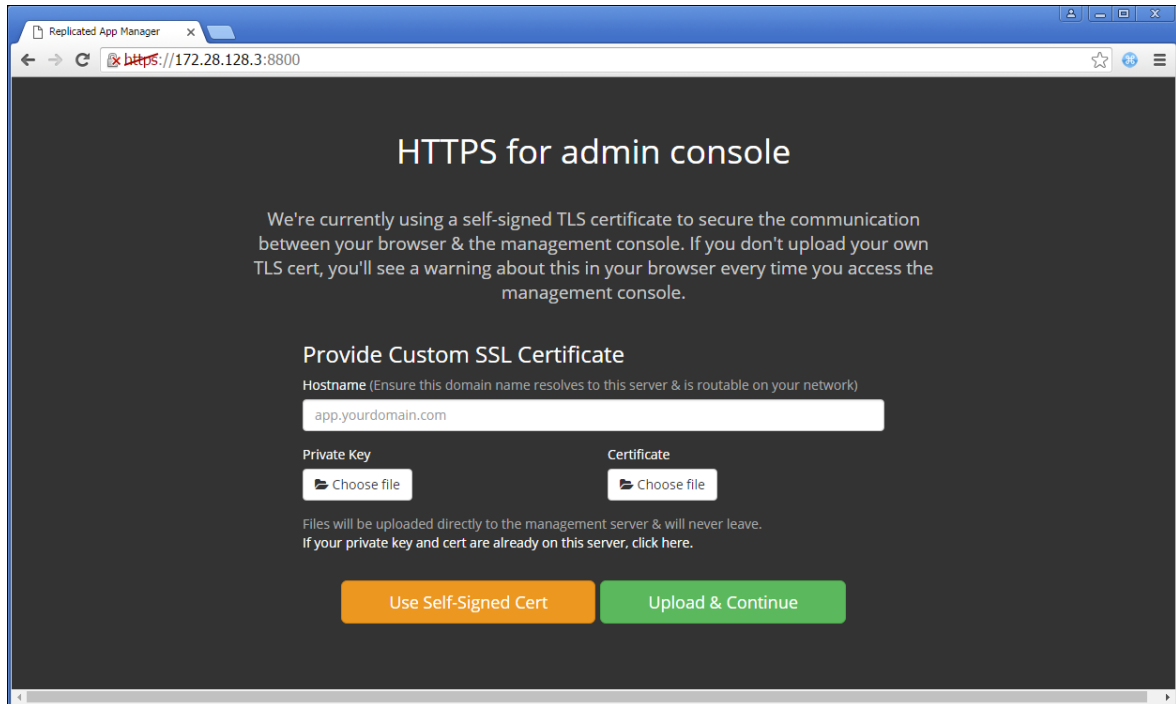 Replicated App Manager
https://172.28.128.3:8800
HTTPS for admin console
We're currently using a self-signed TLS certificate to secure the communication
between your browser & the management console. If you don't upload your own
TLS cert, you'll see a warning about this in your browser every time you access the
management console.
Provide Custom SSL Certificate
Hostname (Ensure this domain name resolves to this server & is routable on your network)
app.yourdomain.com
Private Key
Certificate
Choose file
Choose file
Files will be uploaded directly to the management server & will never leave.
If your private key and cert are already on this server, click here.
Use Self-Signed Cert
Upload & Continue